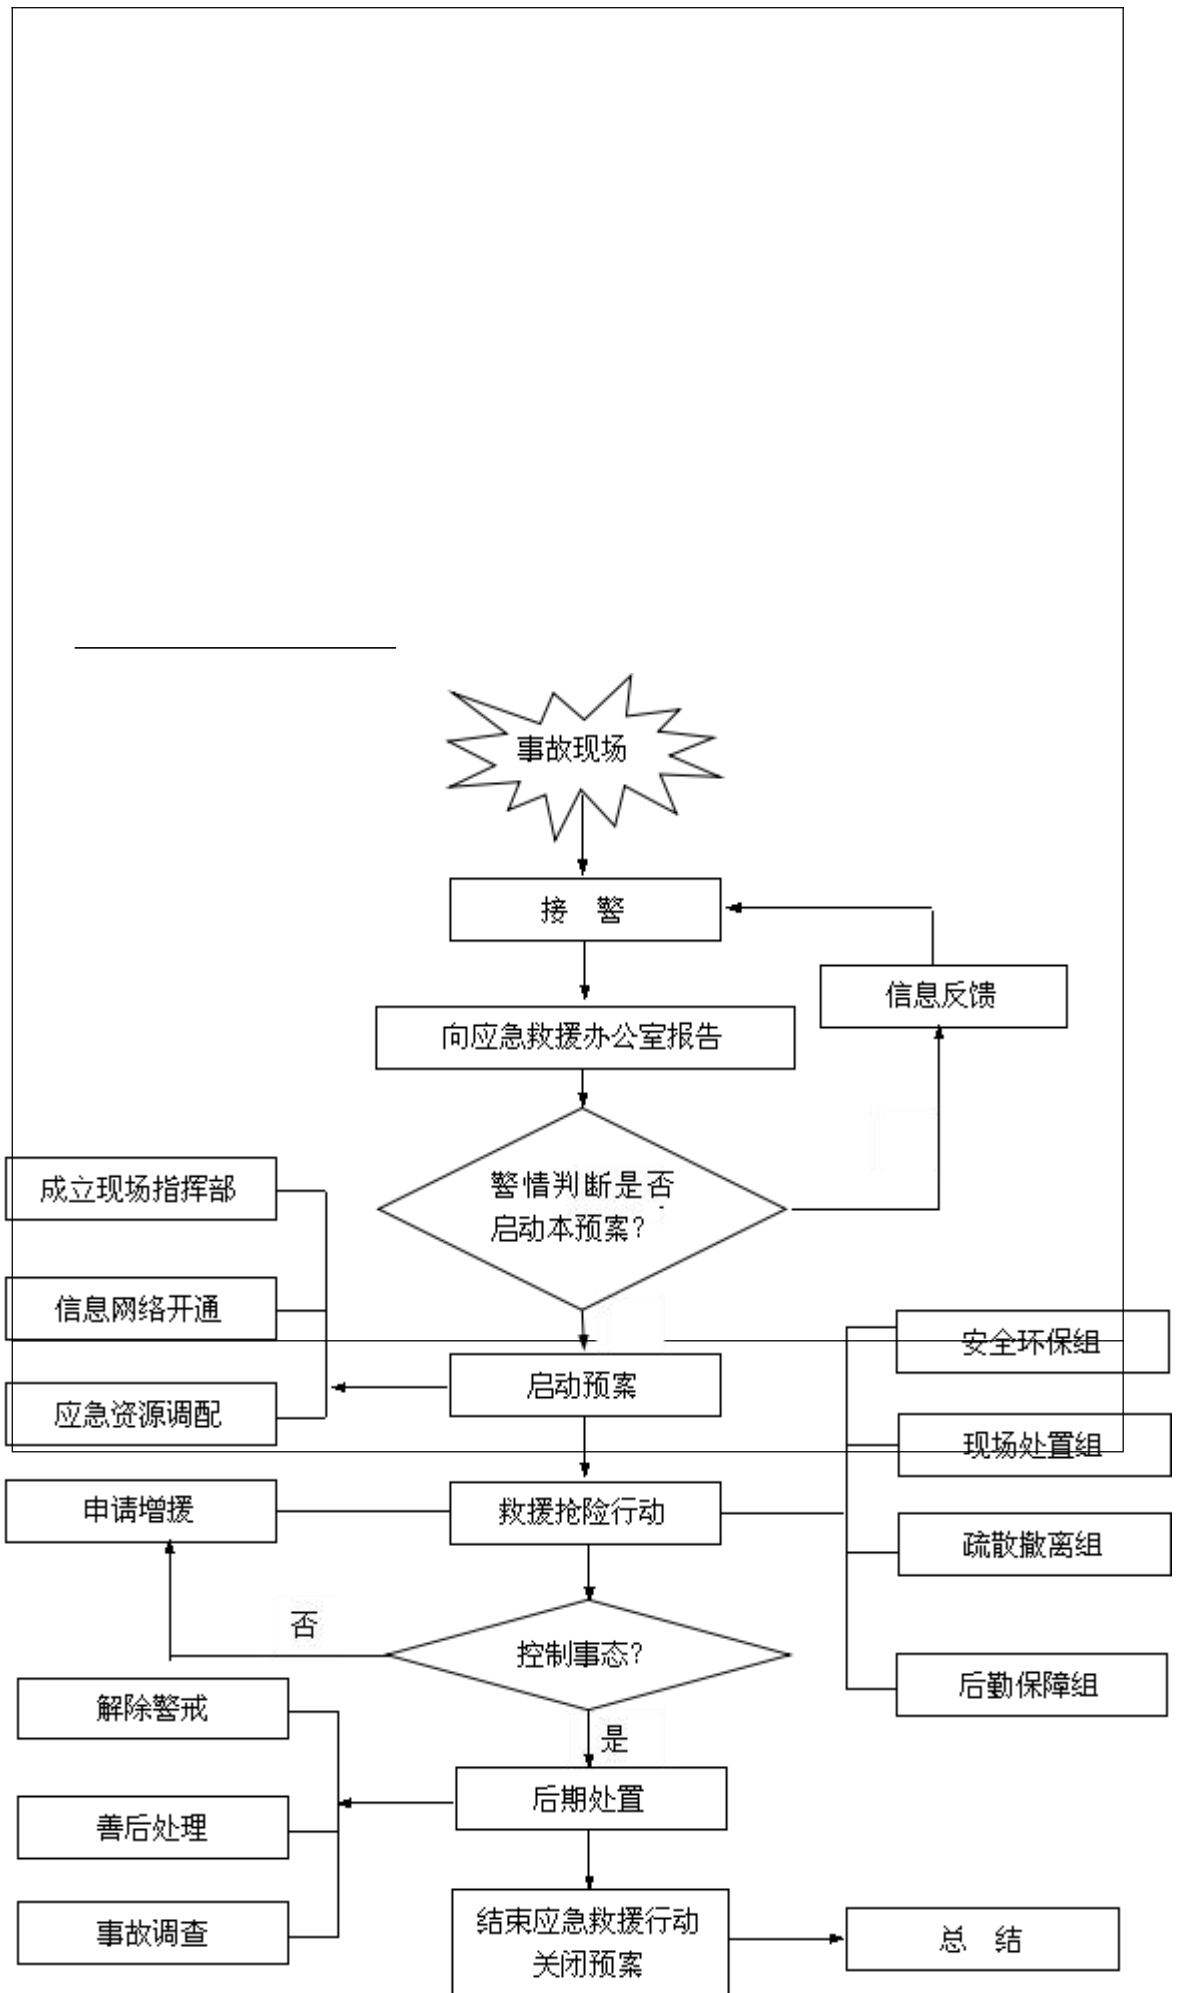 事故现场
接 警
信息反馈
向应急救援办公室报告
警情判断是否
启动本预案?
成立现场指挥部
信息网络开通
应急资源调配
启动预案
安全环保组
现场处置组
疏散撤离组
后勤保障组
申请增援
救援抢险行动
否
控制事态?
是
解除警戒
善后处理
事故调查
后期处置
结束应急救援行动
关闭预案
总 结